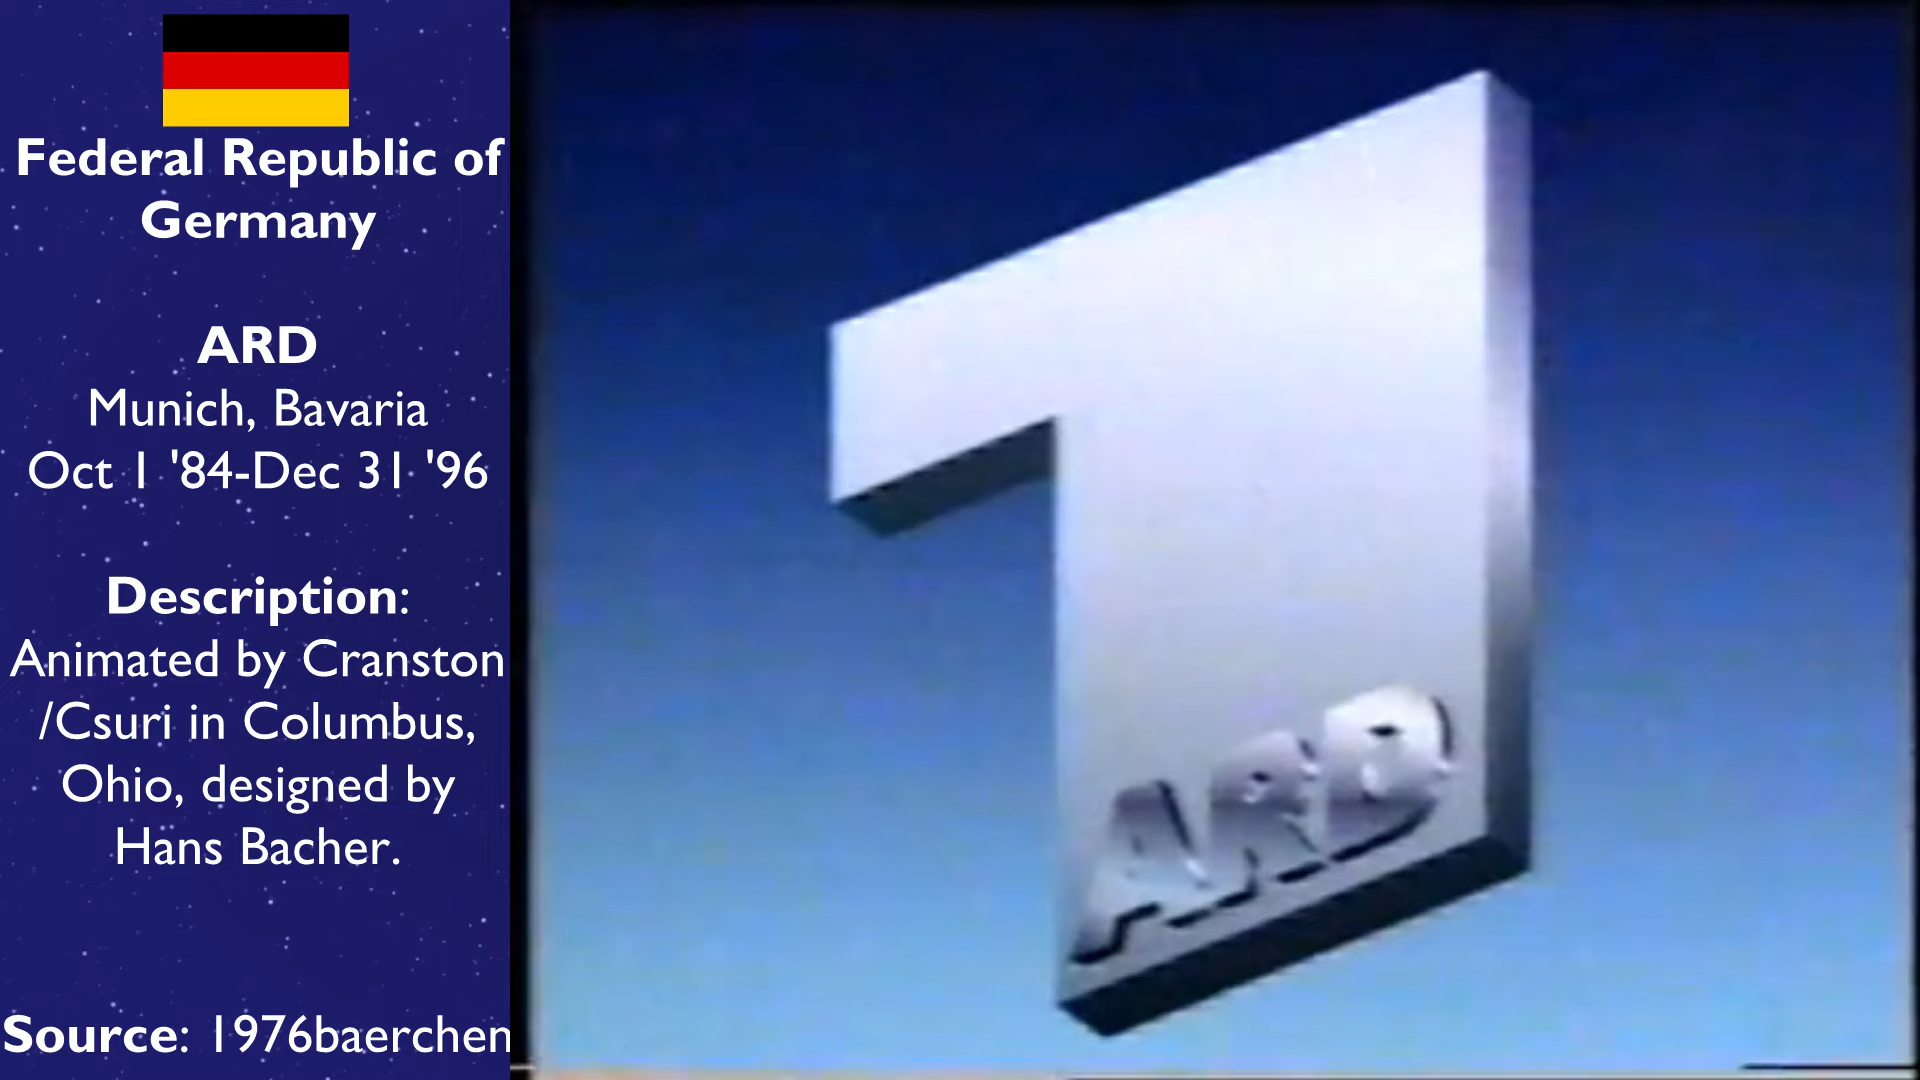 Federal Republic of
Germany
ARD
Munich, Bavaria
Oct 1 '84-Dec 31 '96
Description:
Animated by Cranston
/Csuri in Columbus,
Ohio, designed by
Hans Bacher.
Source: 1976baerchen
1
ARD